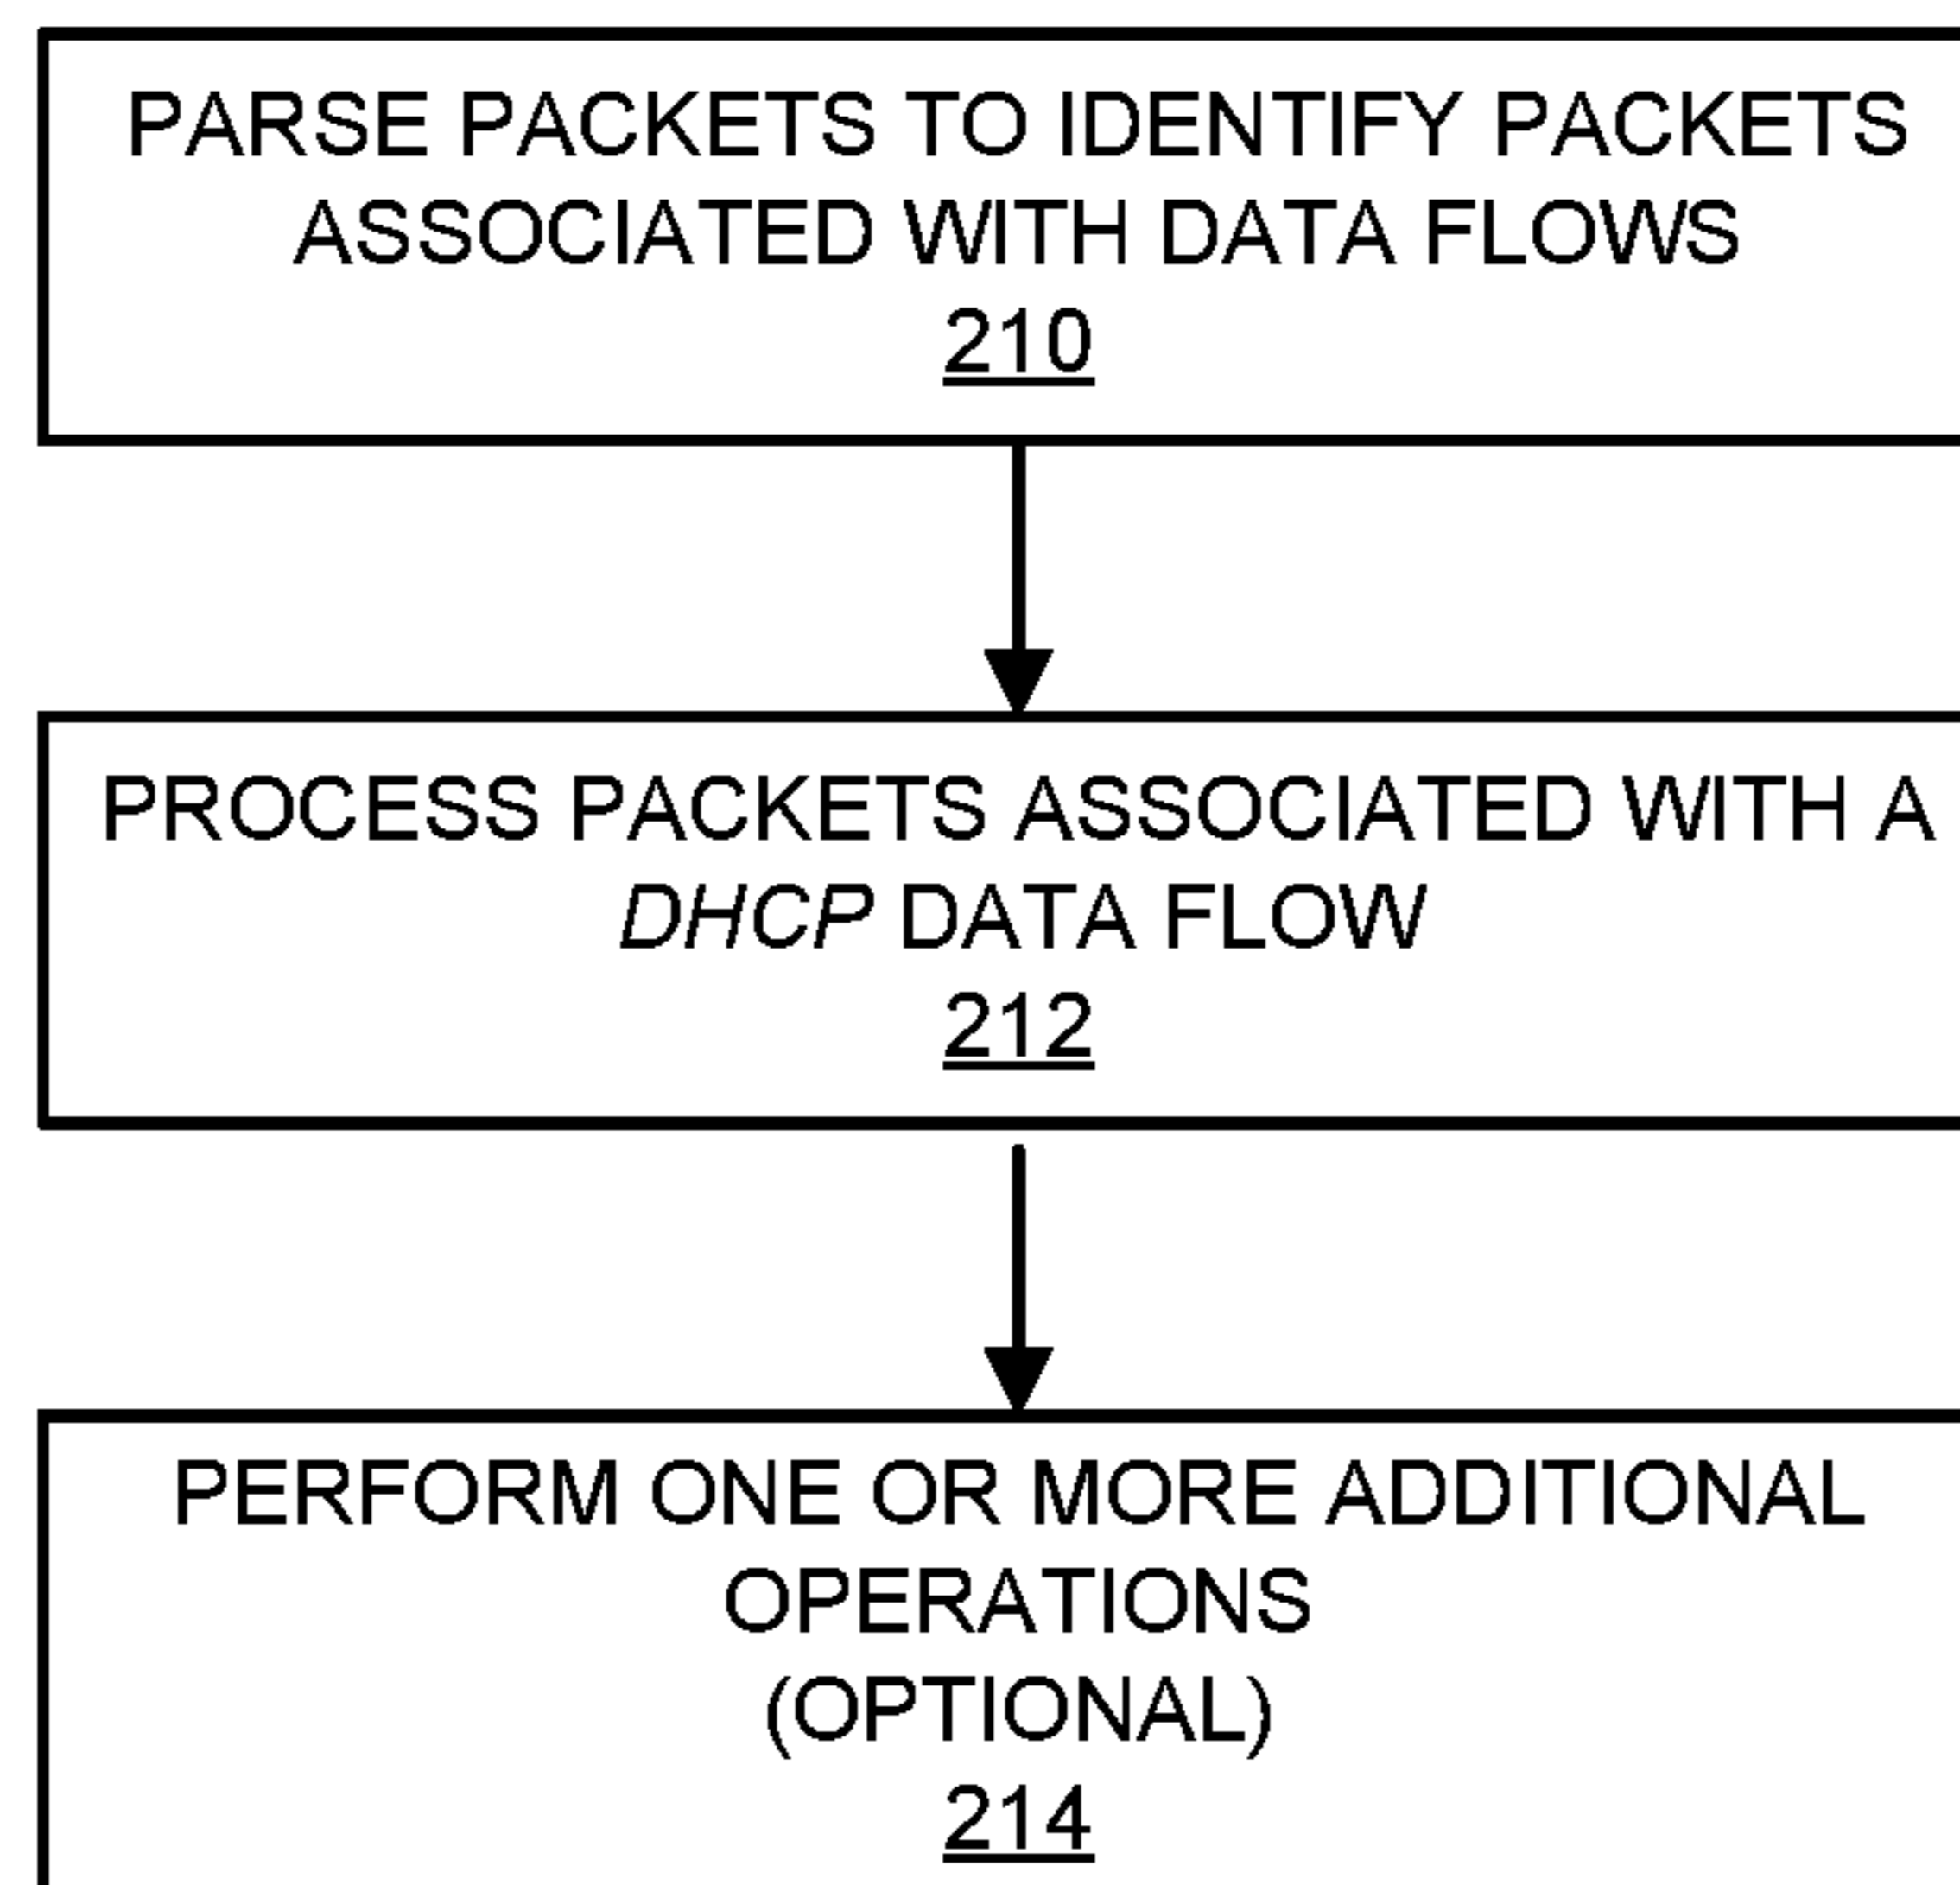 PARSE PACKETS TO IDENTIFY PACKETS
ASSOCIATED WITH DATA FLOWS
210
PROCESS PACKETS ASSOCIATED WITH A
DHCP DATA FLOW
212
PERFORM ONE OR MORE ADDITIONAL
OPERATIONS
(OPTIONAL)
214